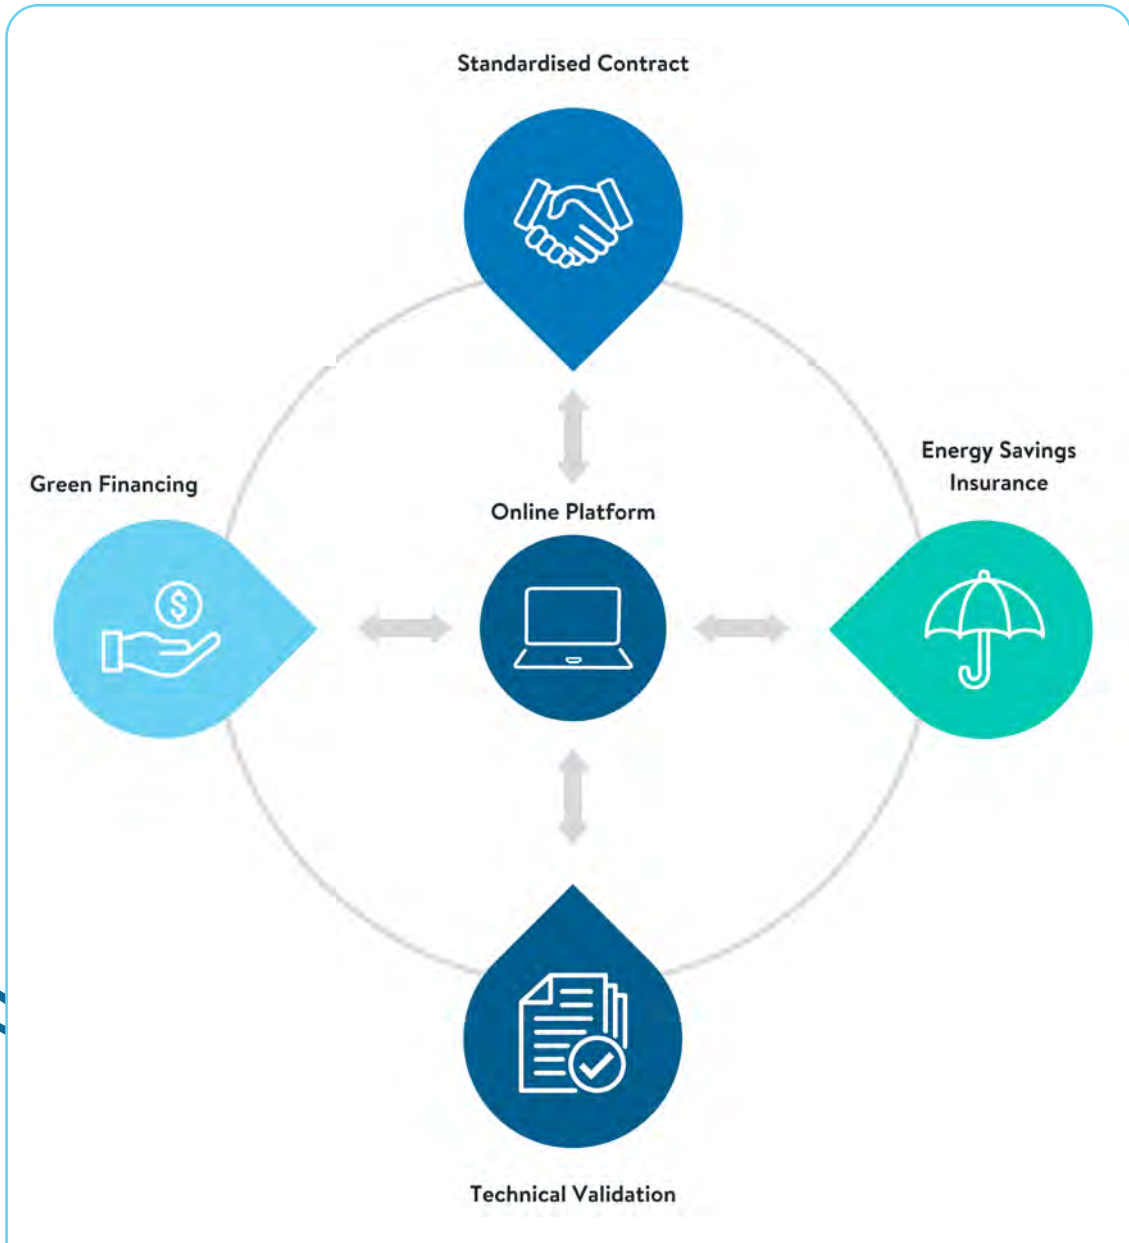 Standardised Contract
Energy Savings
Insurance
Green Financing
Online Platform
$
Technical Validation